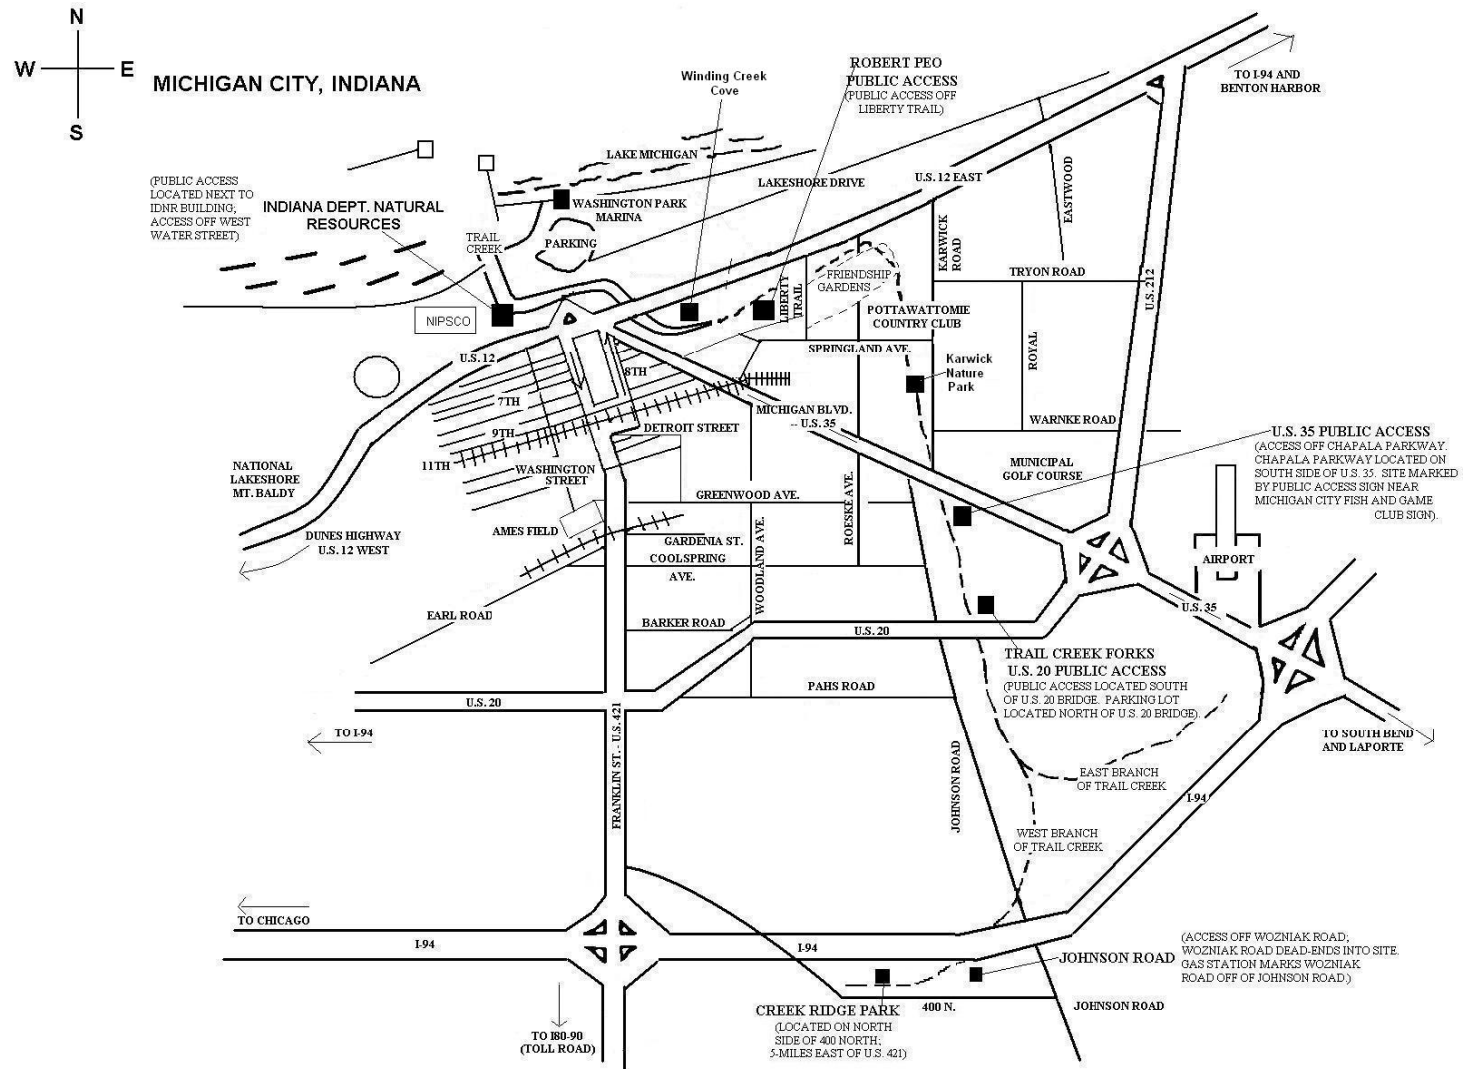 N
W E
S
MICHIGAN CITY, INDIANA
Winding Creek
Cove
ROBERT PEO
PUBLIC ACCESS
(PUBLIC ACCESS OFF
LIBERTY TRAIL)
TO I-94 AND
BENTON HARBOR
LAKE MICHIGAN
LAKESHORE DRIVE
U.S. 12 EAST
EASTWOOD
(PUBLIC ACCESS
LOCATED NEXT TO
IDNR BUILDING;
ACCESS OFF WEST
WATER STREET)
INDIANA DEPT. NATURAL
RESOURCES
WASHINGTON PARK
MARINA
TRAIL
CREEK
PARKING
KARWICK
ROAD
TRYON ROAD
U.S. 212
FRIENDSHIP
GARDENS
LIBERTY
TRAIL
POTTAWATTOMIE
COUNTRY CLUB
NIPSCO
SPRINGLAND AVE.
ROYAL
U.S. 12
Karwick
Nature
Park
8TH
7TH
MICHIGAN BLVD.
-- U.S. 35
WARNKE ROAD
9TH
DETROIT STREET
11TH
U.S. 35 PUBLIC ACCESS
(ACCESS OFF CHAPALA PARKWAY.
CHAPALA PARKWAY LOCATED ON
SOUTH SIDE OF U.S. 35. SITE MARKED
BY PUBLIC ACCESS SIGN NEAR
MICHIGAN CITY FISH AND GAME
CLUB SIGN).
NATIONAL
LAKESHORE
MT. BALDY
WASHINGTON
STREET
MUNICIPAL
GOLF COURSE
GREENWOOD AVE.
ROESKE AVE.
AMES FIELD
DUNES HIGHWAY
U.S. 12 WEST
GARDENIA ST.
COOLSPRING
AVE.
WOODLAND AVE.
AIRPORT
EARL ROAD
BARKER ROAD
U.S. 20
U.S. 35
TRAIL CREEK FORKS
U.S. 20 PUBLIC ACCESS
(PUBLIC ACCESS LOCATED SOUTH
OF U.S. 20 BRIDGE. PARKING LOT
LOCATED NORTH OF U.S. 20 BRIDGE).
PAHS ROAD
U.S. 20
TO I-94
FRANKLIN ST. - U.S. 421
TO SOUTH BEND
AND LAPORTE
JOHNSON ROAD
EAST BRANCH
OF TRAIL CREEK
I-94
WEST BRANCH
OF TRAIL CREEK
TO CHICAGO
I-94
I-94
JOHNSON ROAD
(ACCESS OFF WOZNIAK ROAD;
WOZNIAK ROAD DEAD-ENDS INTO SITE.
GAS STATION MARKS WOZNIAK
ROAD OFF OF JOHNSON ROAD.)
CREEK RIDGE PARK
(LOCATED ON NORTH
SIDE OF 400 NORTH;
5-MILES EAST OF U.S. 421)
400 N.
JOHNSON ROAD
TO I80-90
(TOLL ROAD)